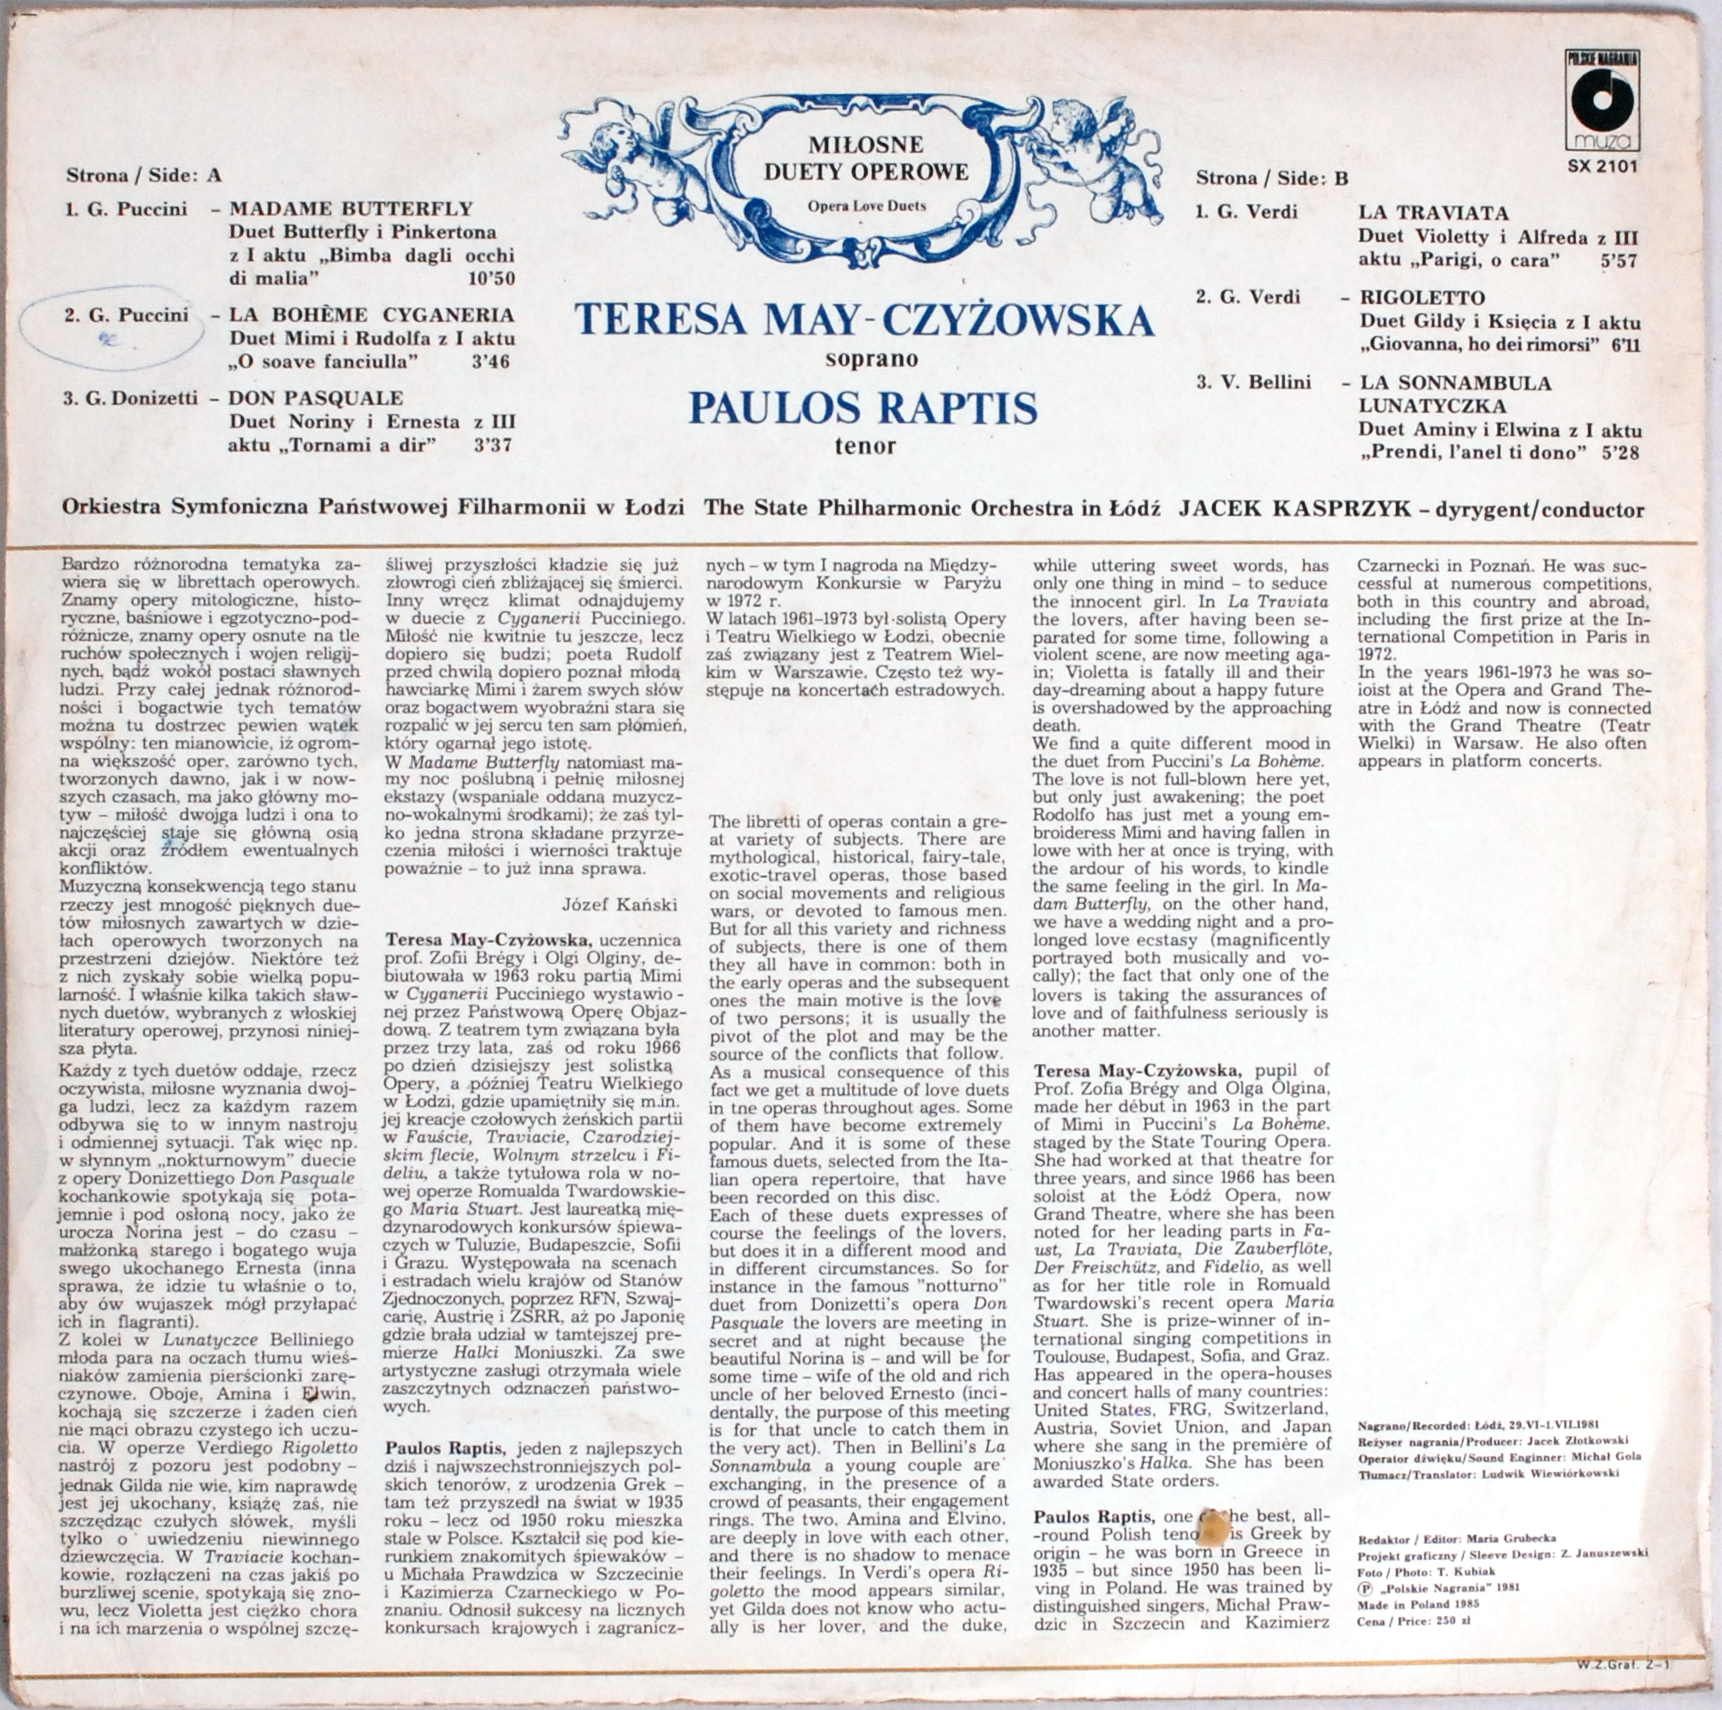 POLSKIE NAGRANIA
muza
SX 2101
MIŁOSNE
DUETY OPEROWE
Opera Love Duets
Strona / Side: A
1. G. Puccini – MADAME BUTTERFLY
Duet Butterfly i Pinkertona
z I aktu „Bimba dagli occhi
di malia” 10'50
2. G. Puccini – LA BOHÈME CYGANERIA
Duet Mimi i Rudolfa z I aktu
„O soave fanciulla” 3'46
3. G. Donizetti – DON PASQUALE
Duet Noriny i Ernesta z III
aktu „Tornami a dir” 3'37
TERESA MAY-CZYŻOWSKA
soprano
PAULOS RAPTIS
tenor
Strona / Side: B
1. G. Verdi LA TRAVIATA
Duet Violetty i Alfreda z III
aktu „Parigi, o cara” 5'57
2. G. Verdi – RIGOLETTO
Duet Gildy i Księcia z I aktu
„Giovanna, ho dei rimorsi” 6'11
3. V. Bellini – LA SONNAMBULA
LUNATYCZKA
Duet Aminy i Elwina z I aktu
„Prendi, l'anel ti dono” 5'28
Orkiestra Symfoniczna Państwowej Filharmonii w Łodzi The State Philharmonic Orchestra in Łódź JACEK KASPRZYK – dyrygent/conductor
Bardzo różnorodna tematyka za-
wiera się w librettach operowych.
Znamy opery mitologiczne, histo-
ryczne, baśniowe i egzotyczno-pod-
różnicze, znamy opery osnute na tle
ruchów społecznych i wojen religij-
nych, bądź wokół postaci sławnych
ludzi. Przy całej jednak różnorod-
ności i bogactwie tych tematów
można tu dostrzec pewien wątek
wspólny: ten mianowicie, iż ogrom-
na większość oper, zarówno tych,
tworzonych dawno, jak i w now-
szych czasach, ma jako główny mo-
tyw – miłość dwojga ludzi i ona to
najczęściej staje się główną osią
akcji oraz źródłem ewentualnych
konfliktów.
Muzyczną konsekwencją tego stanu
rzeczy jest mnogość pięknych due-
tów miłosnych zawartych w dzie-
łach operowych tworzonych na
przestrzeni dziejów. Niektóre też
z nich zyskały sobie wielką popu-
larność. I właśnie kilka takich sław-
nych duetów, wybranych z włoskiej
literatury operowej, przynosi niniej-
sza płyta.
Każdy z tych duetów oddaje, rzecz
oczywista, miłosne wyznania dwoj-
ga ludzi, lecz za każdym razem
odbywa się to w innym nastroju
i odmiennej sytuacji. Tak więc np.
w słynnym „nokturnowym” duecie
z opery Donizettiego Don Pasquale
kochankowie spotykają się pota-
jemnie i pod osłoną nocy, jako że
urocza Norina jest – do czasu –
małżonką starego i bogatego wuja
swego ukochanego Ernesta (inna
sprawa, że idzie tu właśnie o to,
aby ów wujaszek mógł przyłapać
ich in flagranti).
Z kolei w Lunatyczce Belliniego
młoda para na oczach tłumu wieś-
niaków zamienia pierścionki zarę-
czynowe. Oboje, Amina i Elwin,
kochają się szczerze i żaden cień
nie mąci obrazu czystego ich uczu-
cia. W operze Verdiego Rigoletto
nastrój z pozoru jest podobny –
jednak Gilda nie wie, kim naprawdę
jest jej ukochany, książę zaś, nie
szczędząc czułych słówek, myśli
tylko o uwiedzeniu niewinnego
dziewczęcia. W Traviacie kochan-
kowie, rozłączeni na czas jakiś po
burzliwej scenie, spotykają się zno-
wu, lecz Violetta jest ciężko chora
i na ich marzenia o wspólnej szczę-
śliwej przyszłości kładzie się już
złowrogi cień zbliżającej się śmierci.
Inny wręcz klimat odnajdujemy
w duecie z Cyganerii Pucciniego.
Miłość nie kwitnie tu jeszcze, lecz
dopiero się budzi; poeta Rudolf
przed chwilą dopiero poznał młodą
hawciarkę Mimi i żarem swych słów
oraz bogactwem wyobraźni stara się
rozpalić w jej sercu ten sam płomień,
który ogarnął jego istotę.
W Madame Butterfly natomiast ma-
my noc poślubną i pełnię miłosnej
ekstazy (wspaniale oddaną muzycz-
no-wokalnymi środkami); że zaś tyl-
ko jedna strona składane przyrze-
czenia miłości i wierności traktuje
poważnie – to już inna sprawa.
Józef Kański
Teresa May-Czyżowska, uczennica
prof. Zofii Brégy i Olgi Olginy, de-
biutowała w 1963 roku partią Mimi
w Cyganerii Pucciniego wystawio-
nej przez Państwową Operę Objaz-
dową. Z teatrem tym związana była
przez trzy lata, zaś od roku 1966
po dzień dzisiejszy jest solistką
Opery, a później Teatru Wielkiego
w Łodzi, gdzie upamiętniły się m.in.
jej kreacje czołowych żeńskich partii
w Fauście, Traviacie, Czarodziej-
skim flecie, Wolnym strzelcu i Fi-
deliu, a także tytułowa rola w no-
wej operze Romualda Twardowskie-
go Maria Stuart. Jest laureatką mię-
dzynarodowych konkursów śpiewa-
czych w Tuluzie, Budapeszcie, Sofii
i Grazu. Występowała na scenach
i estradach wielu krajów od Stanów
Zjednoczonych, poprzez RFN, Szwaj-
carię, Austrię i ZSRR, aż po Japonię
gdzie brała udział w tamtejszej pre-
mierze Halki Moniuszki. Za swe
artystyczne zasługi otrzymała wiele
zaszczytnych odznaczeń państwo-
wych.
Paulos Raptis, jeden z najlepszych
dziś i najwszechstronniejszych pol-
skich tenorów, z urodzenia Grek –
tam też przyszedł na świat w 1935
roku – lecz od 1950 roku mieszka
stale w Polsce. Kształcił się pod kie-
runkiem znakomitych śpiewaków –
u Michała Prawdzica w Szczecinie
i Kazimierza Czarneckiego w Po-
znaniu. Odnosił sukcesy na licznych
konkursach krajowych i zagranicz-
nych – w tym I nagroda na Między-
narodowym Konkursie w Paryżu
w 1972 r.
W latach 1961–1973 był solistą Opery
i Teatru Wielkiego w Łodzi, obecnie
zaś związany jest z Teatrem Wiel-
kim w Warszawie. Często też wy-
stępuje na koncertach estradowych.
The libretti of operas contain a gre-
at variety of subjects. There are
mythological, historical, fairy-tale,
exotic-travel operas, those based
on social movements and religious
wars, or devoted to famous men.
But for all this variety and richness
of subjects, there is one of them
they all have in common: both in
the early operas and the subsequent
ones the main motive is the love
of two persons; it is usually the
pivot of the plot and may be the
source of the conflicts that follow.
As a musical consequence of this
fact we get a multitude of love duets
in tne operas throughout ages. Some
of them have become extremely
popular. And it is some of these
famous duets, selected from the Ita-
lian opera repertoire, that have
been recorded on this disc.
Each of these duets expresses of
course the feelings of the lovers,
but does it in a different mood and
in different circumstances. So for
instance in the famous "notturno"
duet from Donizetti's opera Don
Pasquale the lovers are meeting in
secret and at night because the
beautiful Norina is – and will be for
some time – wife of the old and rich
uncle of her beloved Ernesto (inci-
dentally, the purpose of this meeting
is for that uncle to catch them in
the very act). Then in Bellini's La
Sonnambula a young couple are
exchanging, in the presence of a
crowd of peasants, their engagement
rings. The two, Amina and Elvino,
are deeply in love with each other,
and there is no shadow to menace
their feelings. In Verdi's opera Ri-
goletto the mood appears similar,
yet Gilda does not know who actu-
ally is her lover, and the duke,
while uttering sweet words, has
only one thing in mind – to seduce
the innocent girl. In La Traviata
the lovers, after having been se-
parated for some time, following a
violent scene, are now meeting aga-
in; Violetta is fatally ill and their
day-dreaming about a happy future
is overshadowed by the approaching
death.
We find a quite different mood in
the duet from Puccini's La Bohème.
The love is not full-blown here yet,
but only just awakening; the poet
Rodolfo has just met a young em-
broideress Mimi and having fallen in
lowe with her at once is trying, with
the ardour of his words, to kindle
the same feeling in the girl. In Ma-
dam Butterfly, on the other hand,
we have a wedding night and a pro-
longed love ecstasy (magnificently
portrayed both musically and vo-
cally); the fact that only one of the
lovers is taking the assurances of
love and of faithfulness seriously is
another matter.
Teresa May-Czyżowska, pupil of
Prof. Zofia Brégy and Olga Olgina,
made her début in 1963 in the part
of Mimi in Puccini's La Bohème.
staged by the State Touring Opera.
She had worked at that theatre for
three years, and since 1966 has been
soloist at the Łódź Opera, now
Grand Theatre, where she has been
noted for her leading parts in Fa-
ust, La Traviata, Die Zauberflöte,
Der Freischütz, and Fidelio, as well
as for her title role in Romuald
Twardowski's recent opera Maria
Stuart. She is prize-winner of in-
ternational singing competitions in
Toulouse, Budapest, Sofia, and Graz.
Has appeared in the opera-houses
and concert halls of many countries:
United States, FRG, Switzerland,
Austria, Soviet Union, and Japan
where she sang in the première of
Moniuszko's Halka. She has been
awarded State orders.
Paulos Raptis, one the best, all-
-round Polish is Greek by
origin – he was born in Greece in
1935 – but since 1950 has been li-
ving in Poland. He was trained by
distinguished singers, Michał Praw-
dzic in Szczecin and Kazimierz
Czarnecki in Poznań. He was suc-
cessful at numerous competitions,
both in this country and abroad,
including the first prize at the In-
ternational Competition in Paris in
1972.
In the years 1961-1973 he was so-
ioist at the Opera and Grand The-
atre in Łódź and now is connected
with the Grand Theatre (Teatr
Wielki) in Warsaw. He also often
appears in platform concerts.
Nagrano/Recorded: Łódź, 29.VI-1.VII.1981
Reżyser nagrania/Producer: Jacek Złotkowski
Operator dźwięku/Sound Enginner: Michał Gola
Tłumacz/Translator: Ludwik Wiewiórkowski
Redaktor / Editor: Maria Grubecka
Projekt graficzny / Sleeve Design: Z. Januszewski
Foto / Photo: T. Kubiak
Ⓟ „Polskie Nagrania” 1981
Made in Poland 1985
Cena / Price: 250 zł
W.Z.Graf. Z-1